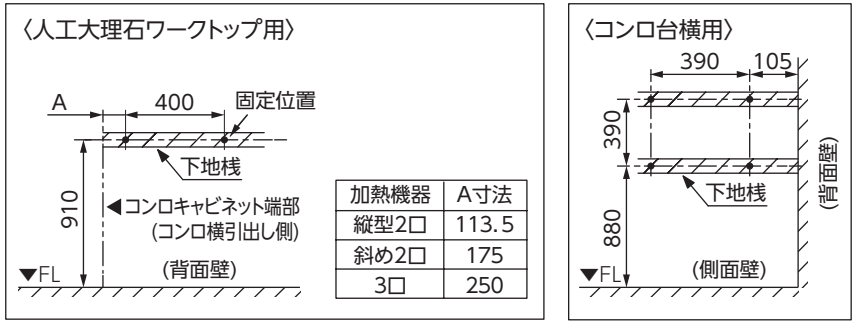 〈人工大理石ワークトップ用〉
A
400
固定位置
下地桟
910
コンロキャビネット端部
(コンロ横引出し側)
▼FL
(背面壁)
加熱機器 A寸法
縦型2口 113.5
斜め2口 175
3口 250
〈コンロ台横用〉
390
105
390
下地桟
(背面壁)
880
▼FL
(側面壁)